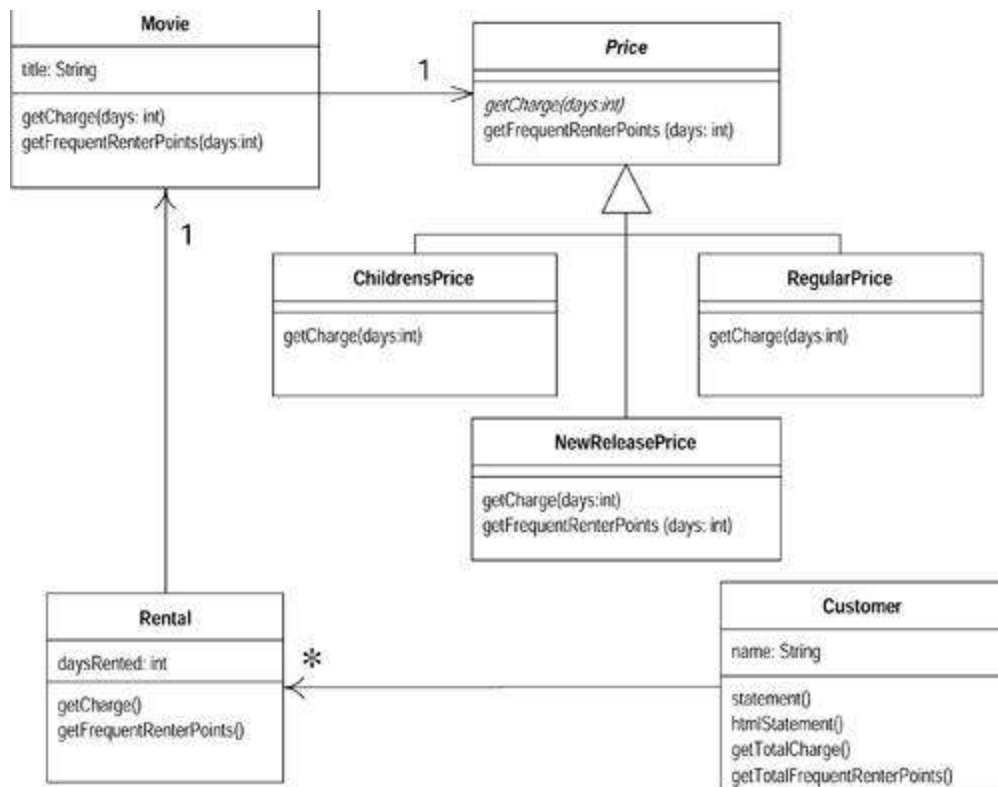 Movie
title: String
getCharge(days: int)
getFrequentRenterPoints(days:int)
1
Price
getCharge(days:int)
getFrequentRenterPoints (days: int)
1
ChildrensPrice
getCharge(days:int)
RegularPrice
getCharge(days:int)
NewReleasePrice
getCharge(days:int)
getFrequentRenterPoints (days: int)
Rental
daysRented: int
getCharge()
getFrequentRenterPoints()
*
Customer
name: String
statement()
htmlStatement()
getTotalCharge()
getTotalFrequentRenterPoints()